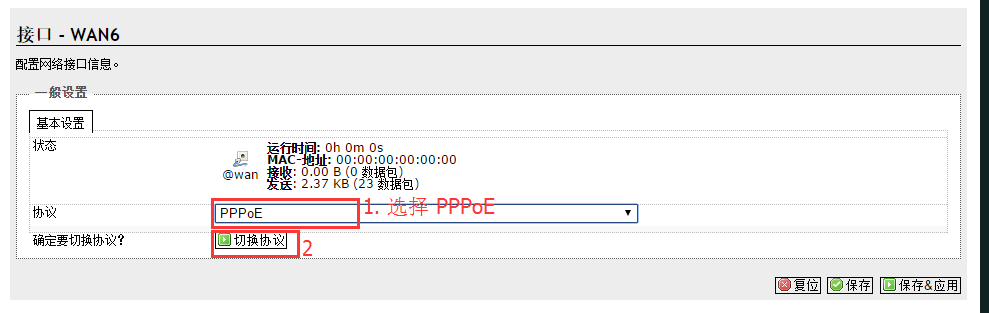 接口 - WAN6
配置网络接口信息。
一般设置
基本设置
状态
运行时间: 0h 0m 0s
MAC-地址: 00:00:00:00:00:00
@wan
接收: 0.00 B (0 数据包)
发送: 2.37 KB (23 数据包)
协议
PPPoE
1. 选择 PPPoE
确定要切换协议？
切换协议
2
复位
保存
保存&应用